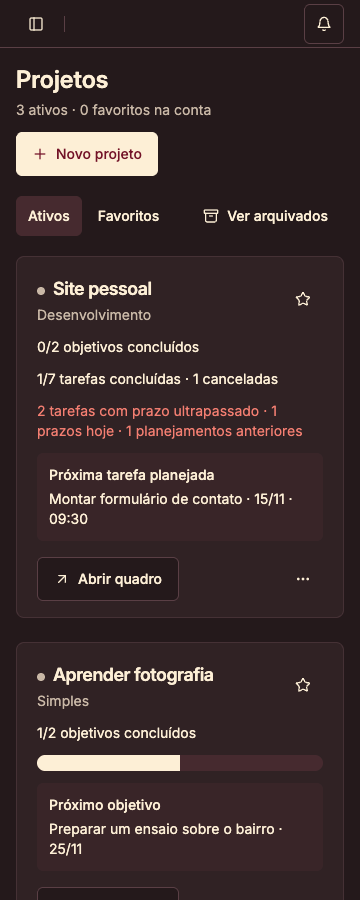 Projetos
3 ativos · 0 favoritos na conta
Novo projeto
Ativos
Favoritos
Ver arquivados
Site pessoal
Desenvolvimento
0/2 objetivos concluídos
1/7 tarefas concluídas · 1 canceladas
2 tarefas com prazo ultrapassado · 1
prazos hoje · 1 planejamentos anteriores
Próxima tarefa planejada
Montar formulário de contato · 15/11 ·
09:30
Abrir quadro
Aprender fotografia
Simples
1/2 objetivos concluídos
Próximo objetivo
Preparar um ensaio sobre o bairro ·
25/11